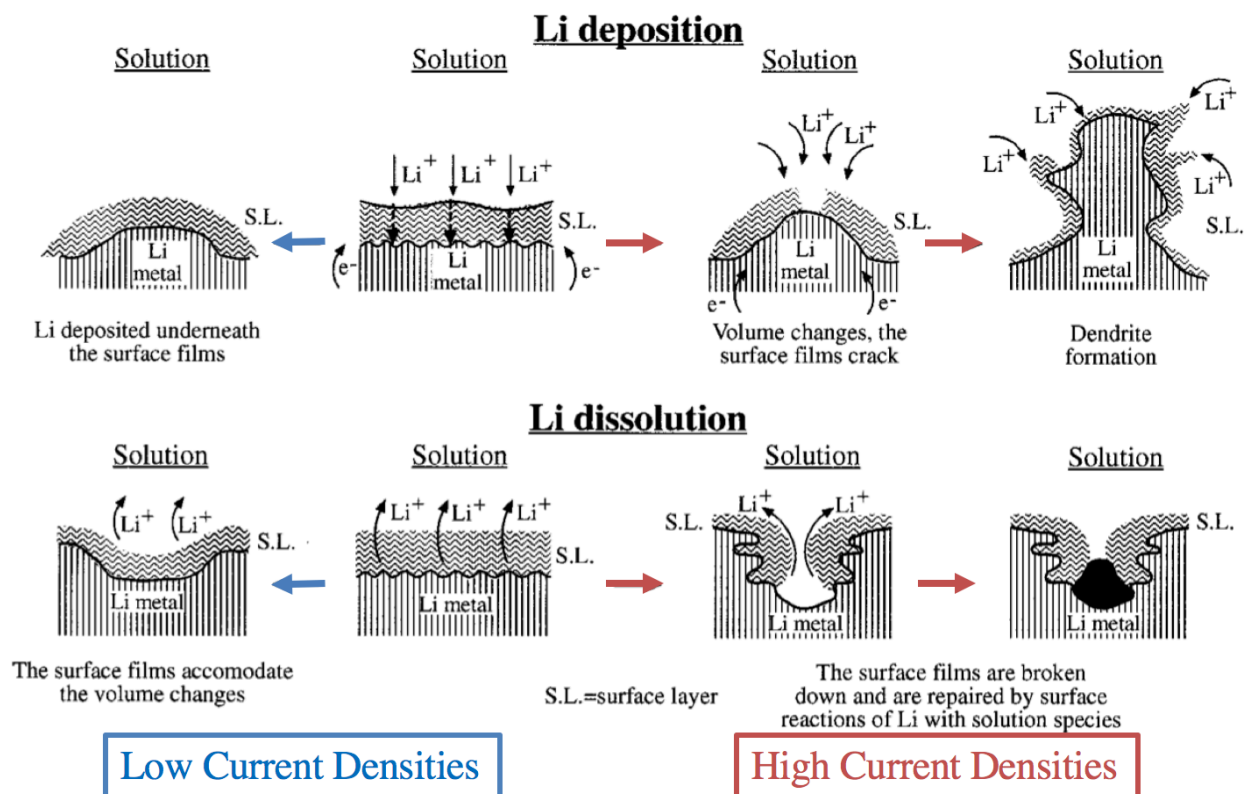 Li deposition
Solution
Solution
Solution
Solution
Li+
Li+
Li+
S.L.
S.L.
Li
metal
Li
metal
e-
e-
Li+
Li+
S.L.
Li
metal
e-
e-
Li+
Li+
Li+
Li+
S.L.
Li
metal
Li deposited underneath
the surface films
Volume changes, the
surface films crack
Dendrite
formation
Li dissolution
Solution
Solution
Solution
Solution
Li+
Li+
S.L.
Li metal
Li+
Li+
Li+
S.L.
Li metal
S.L.
Li+
Li+
Li metal
S.L.
Li metal
The surface films accomodate
the volume changes
S.L.=surface layer
The surface films are broken
down and are repaired by surface
reactions of Li with solution species
Low Current Densities
High Current Densities